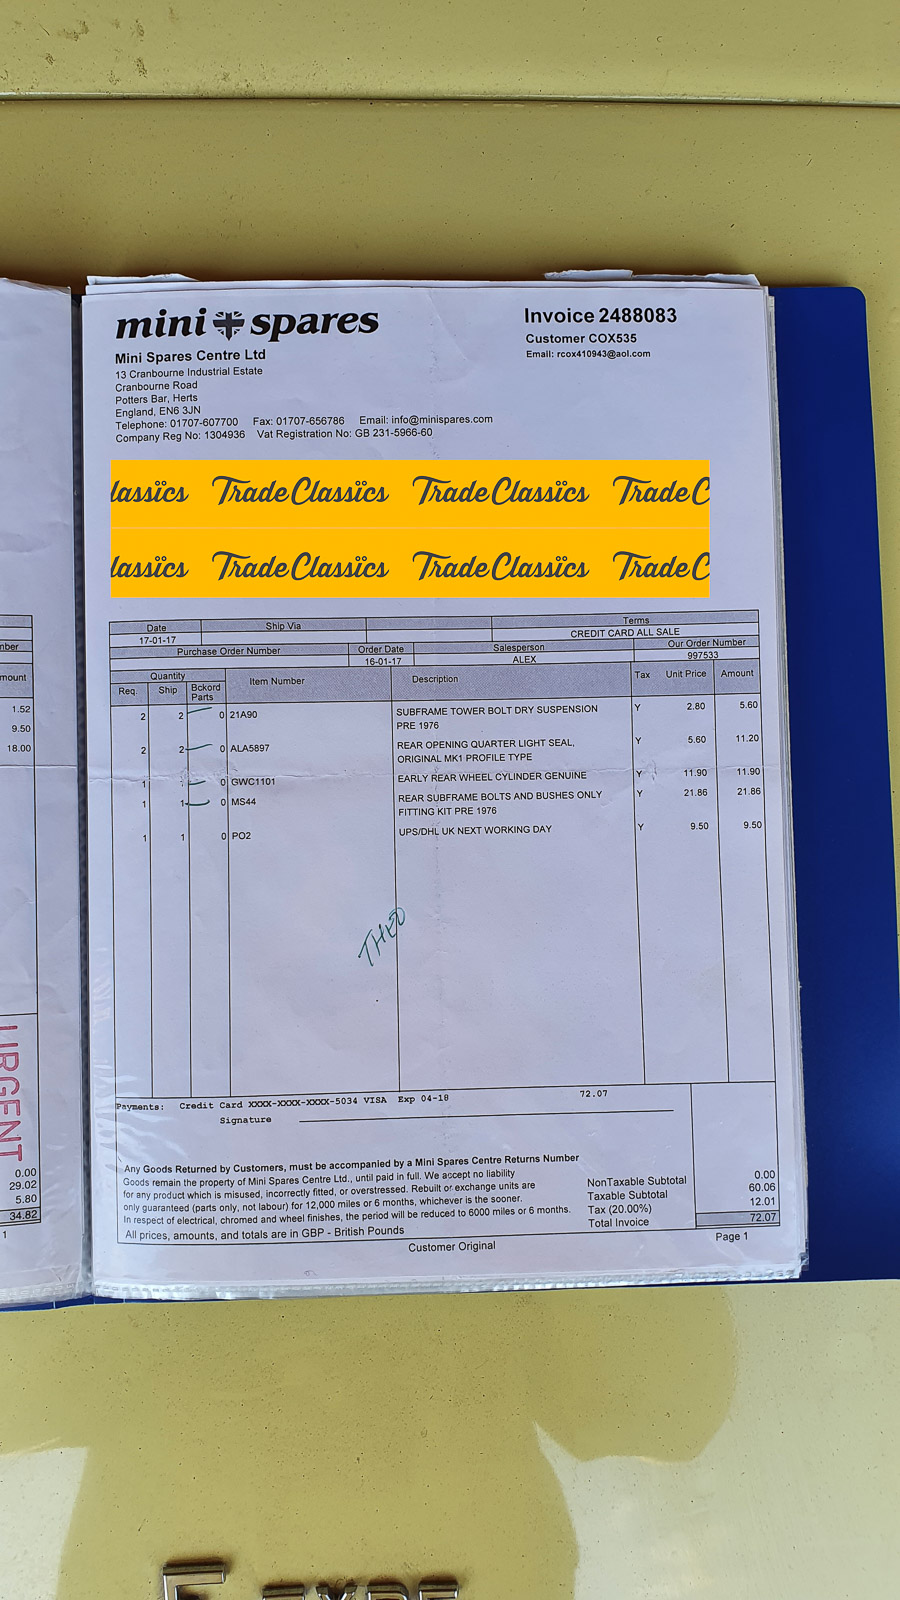 mini spares
Mini Spares Centre Ltd
13 Cranbourne Industrial Estate
Cranbourne Road
Potters Bar, Herts
England, EN6 3JN
Telephone: 01707-607700 Fax: 01707-656786 Email: info@minispares.com
Company Reg No: 1304936 Vat Registration No: GB 231-5966-60
Invoice 2488083
Customer COX535
Email: rcox410943@aol.com
lassics Trade Classics Trade Classics Trade C
lassics Trade Classics Trade Classics Trade C
Date Ship Via Terms
17-01-17 CREDIT CARD ALL SALE
Purchase Order Number Order Date Salesperson Our Order Number
16-01-17 ALEX 997533
Quantity Item Number Description Tax Unit Price Amount
Req. Ship Bckord Parts
2 2 0 21A90 SUBFRAME TOWER BOLT DRY SUSPENSION Y 2.80 5.60
PRE 1976
2 2 0 ALA5897 REAR OPENING QUARTER LIGHT SEAL, Y 5.60 11.20
ORIGINAL MK1 PROFILE TYPE
1 1 0 GWC1101 EARLY REAR WHEEL CYLINDER GENUINE Y 11.90 11.90
1 1 0 MS44 REAR SUBFRAME BOLTS AND BUSHES ONLY Y 21.86 21.86
FITTING KIT PRE 1976
1 1 0 PO2 UPS/DHL UK NEXT WORKING DAY Y 9.50 9.50
Payments: Credit Card XXXX-XXXX-XXXX-5034 VISA Exp 04-18 72.07
Signature
Any Goods Returned by Customers, must be accompanied by a Mini Spares Centre Returns Number
Goods remain the property of Mini Spares Centre Ltd., until paid in full. We accept no liability
for any product which is misused, incorrectly fitted, or overstressed. Rebuilt or exchange units are
only guaranteed (parts only, not labour) for 12,000 miles or 6 months, whichever is the sooner.
In respect of electrical, chromed and wheel finishes, the period will be reduced to 6000 miles or 6 months.
All prices, amounts, and totals are in GBP - British Pounds
NonTaxable Subtotal 0.00
Taxable Subtotal 60.06
Tax (20.00%) 12.01
Total Invoice 72.07
Customer Original
Page 1
mber
mount
1.52
9.50
18.00
URGENT
0.00
29.02
5.80
34.82
1